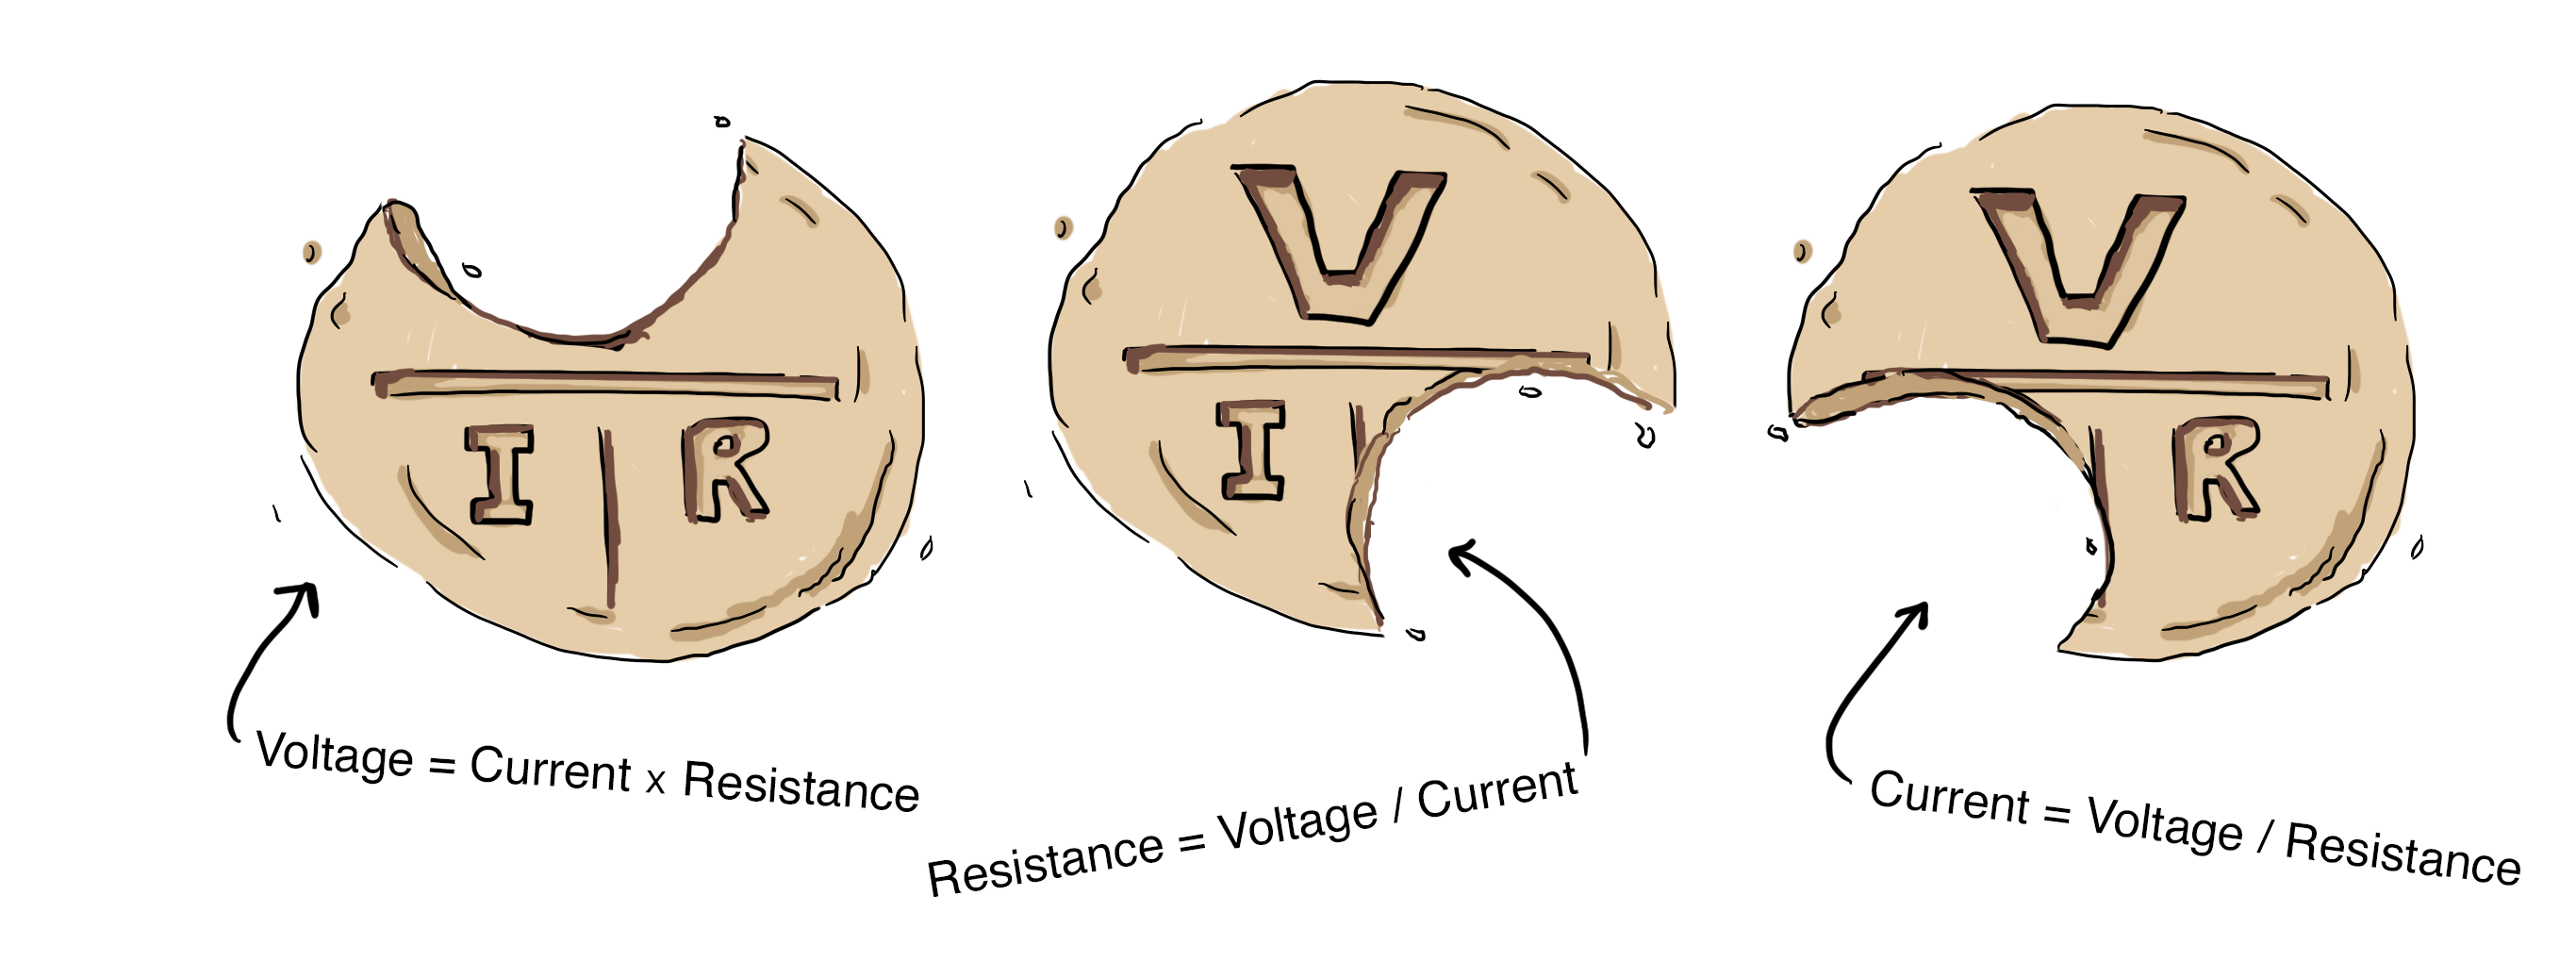 I R
Voltage = Current x Resistance
V
I
Resistance = Voltage / Current
V
R
Current = Voltage / Resistance